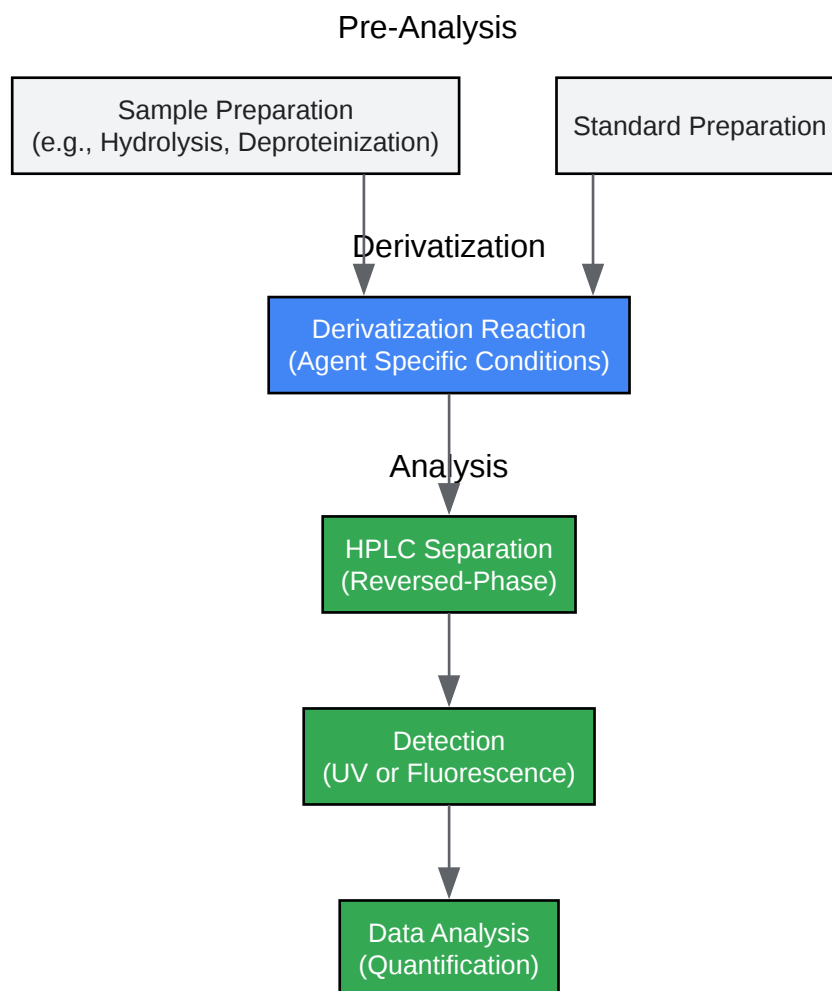 Pre-Analysis
Sample Preparation
(e.g., Hydrolysis, Deproteinization)
Standard Preparation
Derivatization
Derivatization Reaction
(Agent Specific Conditions)
Analysis
HPLC Separation
(Reversed-Phase)
Detection
(UV or Fluorescence)
Data Analysis
(Quantification)